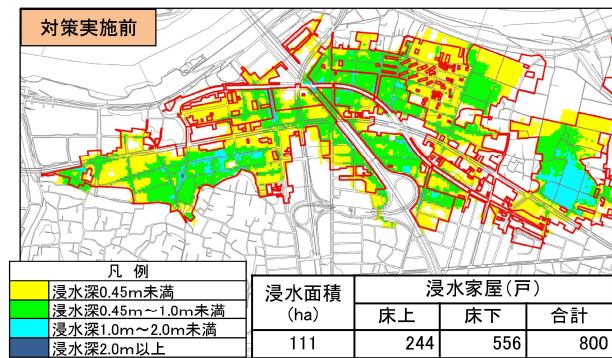 対策実施前
凡 例
浸水深0.45m未満
浸水深0.45m～1.0m未満
浸水深1.0m～2.0m未満
浸水深2.0m以上
浸水面積(ha) 浸水家屋(戸)
床上 床下 合計
111 244 556 800